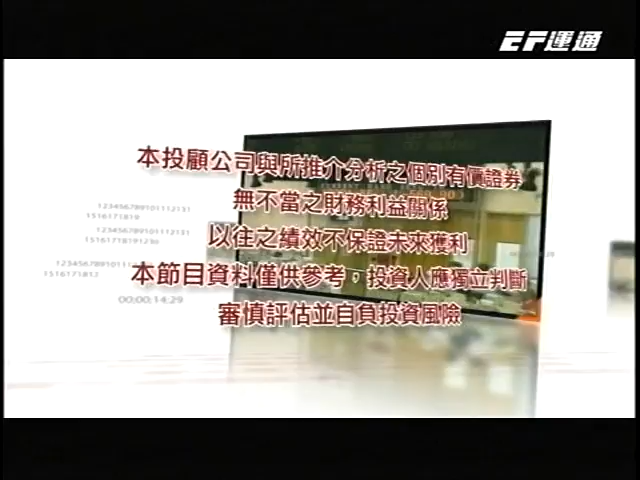 EF運通
本投顧公司與所推介分析之個別有價證券
無不當之財務利益關係
以往之績效不保證未來獲利
本節目資料僅供參考，投資人應獨立判斷
審慎評估並自負投資風險
123456789101112131
1516171819
123456789101112131
15161718191230
00;00;14;29